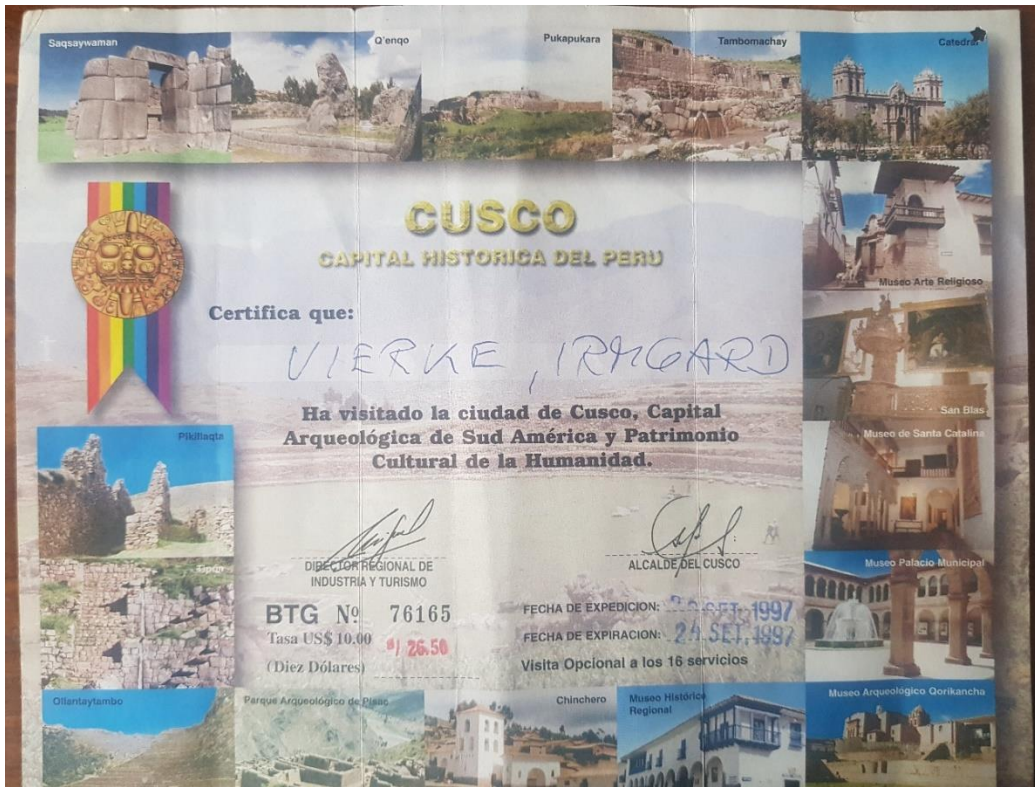 Saqsaywaman
Q'enqo
Pukapukara
Tambomachay
Catedral
CUSCO
CAPITAL HISTORICA DEL PERU
Museo Arte Religioso
Certifica que:
VIERKE, IRMGARD
Ha visitado la ciudad de Cusco, Capital
Arqueológica de Sud América y Patrimonio
Cultural de la Humanidad.
San Blas
Pikillaqta
Museo de Santa Catalina
DIRECTOR REGIONAL DE
INDUSTRIA Y TURISMO
ALCALDE DEL CUSCO
Tipón
Museo Palacio Municipal
BTG Nº 76165
Tasa US$ 10.00
S/ 26.50
(Diez Dólares)
FECHA DE EXPEDICION: SET. 1997
FECHA DE EXPIRACION: SET. 1997
Visita Opcional a los 16 servicios
Ollantaytambo
Parque Arqueológico de Pisac
Chinchero
Museo Histórico
Regional
Museo Arqueológico Qorikancha